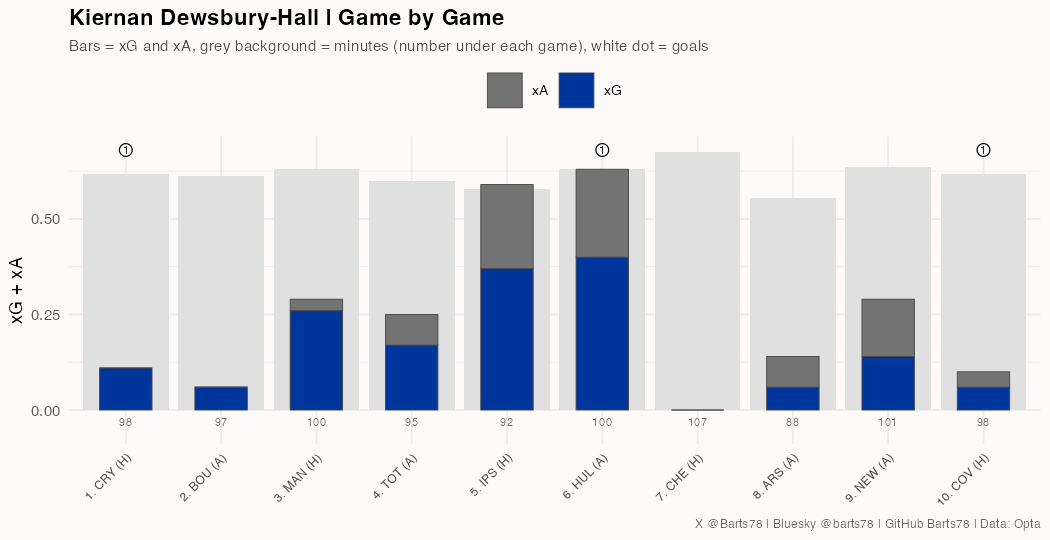 Kiernan Dewsbury-Hall | Game by Game
Bars = xG and xA, grey background = minutes (number under each game), white dot = goals
xA xG
1 1 1
0.50
0.25
0.00
xG + xA
98 97 100 95 92 100 107 88 101 98
1. CRY (H) 2. BOU (A) 3. MAN (H) 4. TOT (A) 5. IPS (H) 6. HUL (A) 7. CHE (H) 8. ARS (A) 9. NEW (A) 10. COV (H)
X @Barts78 | Bluesky @barts78 | GitHub Barts78 | Data: Opta